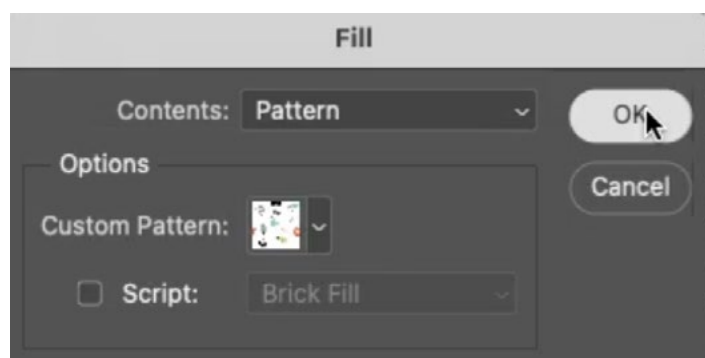 Fill
Contents: Pattern
OK
Options
Cancel
Custom Pattern:
Script: Brick Fill